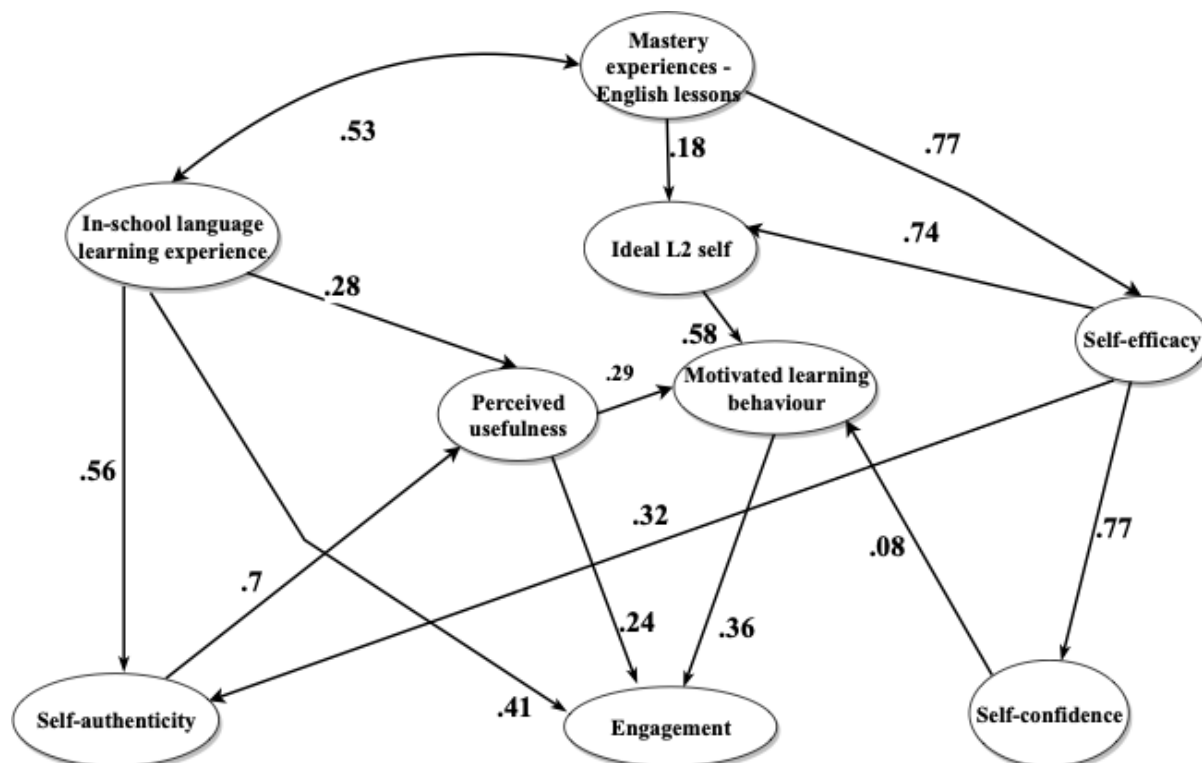 Mastery
experiences -
English lessons
.53
.18
.77
In-school language
learning experience
Ideal L2 self
.74
.28
.58
Self-efficacy
.29
Motivated learning
behaviour
Perceived
usefulness
.56
.32
.77
.08
.7
.24
.36
.41
Self-authenticity
Engagement
Self-confidence